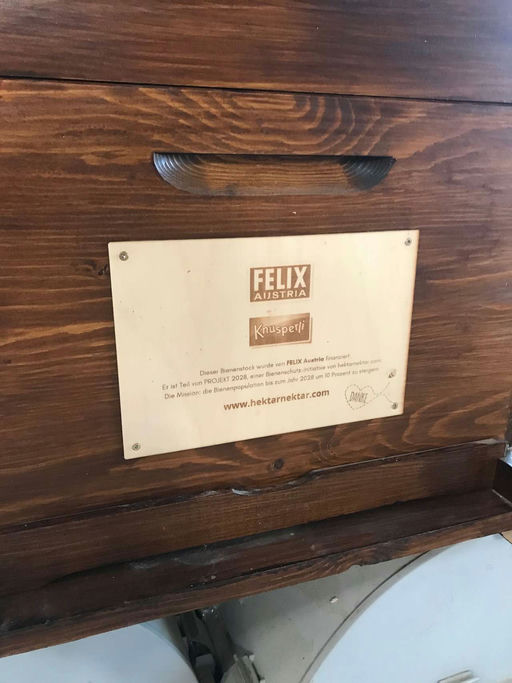 FELIX
AUSTRIA
Knusperli
Dieser Bienenstock wurde von FELIX Austria finanziert.
Er ist Teil von PROJEKT 2028, einer Bienenschutz-Initiative von hektarnektar.com.
Die Mission: die Bienenpopulation bis zum Jahr 2028 um 10 Prozent zu steigern.
www.hektarnektar.com
DANKE